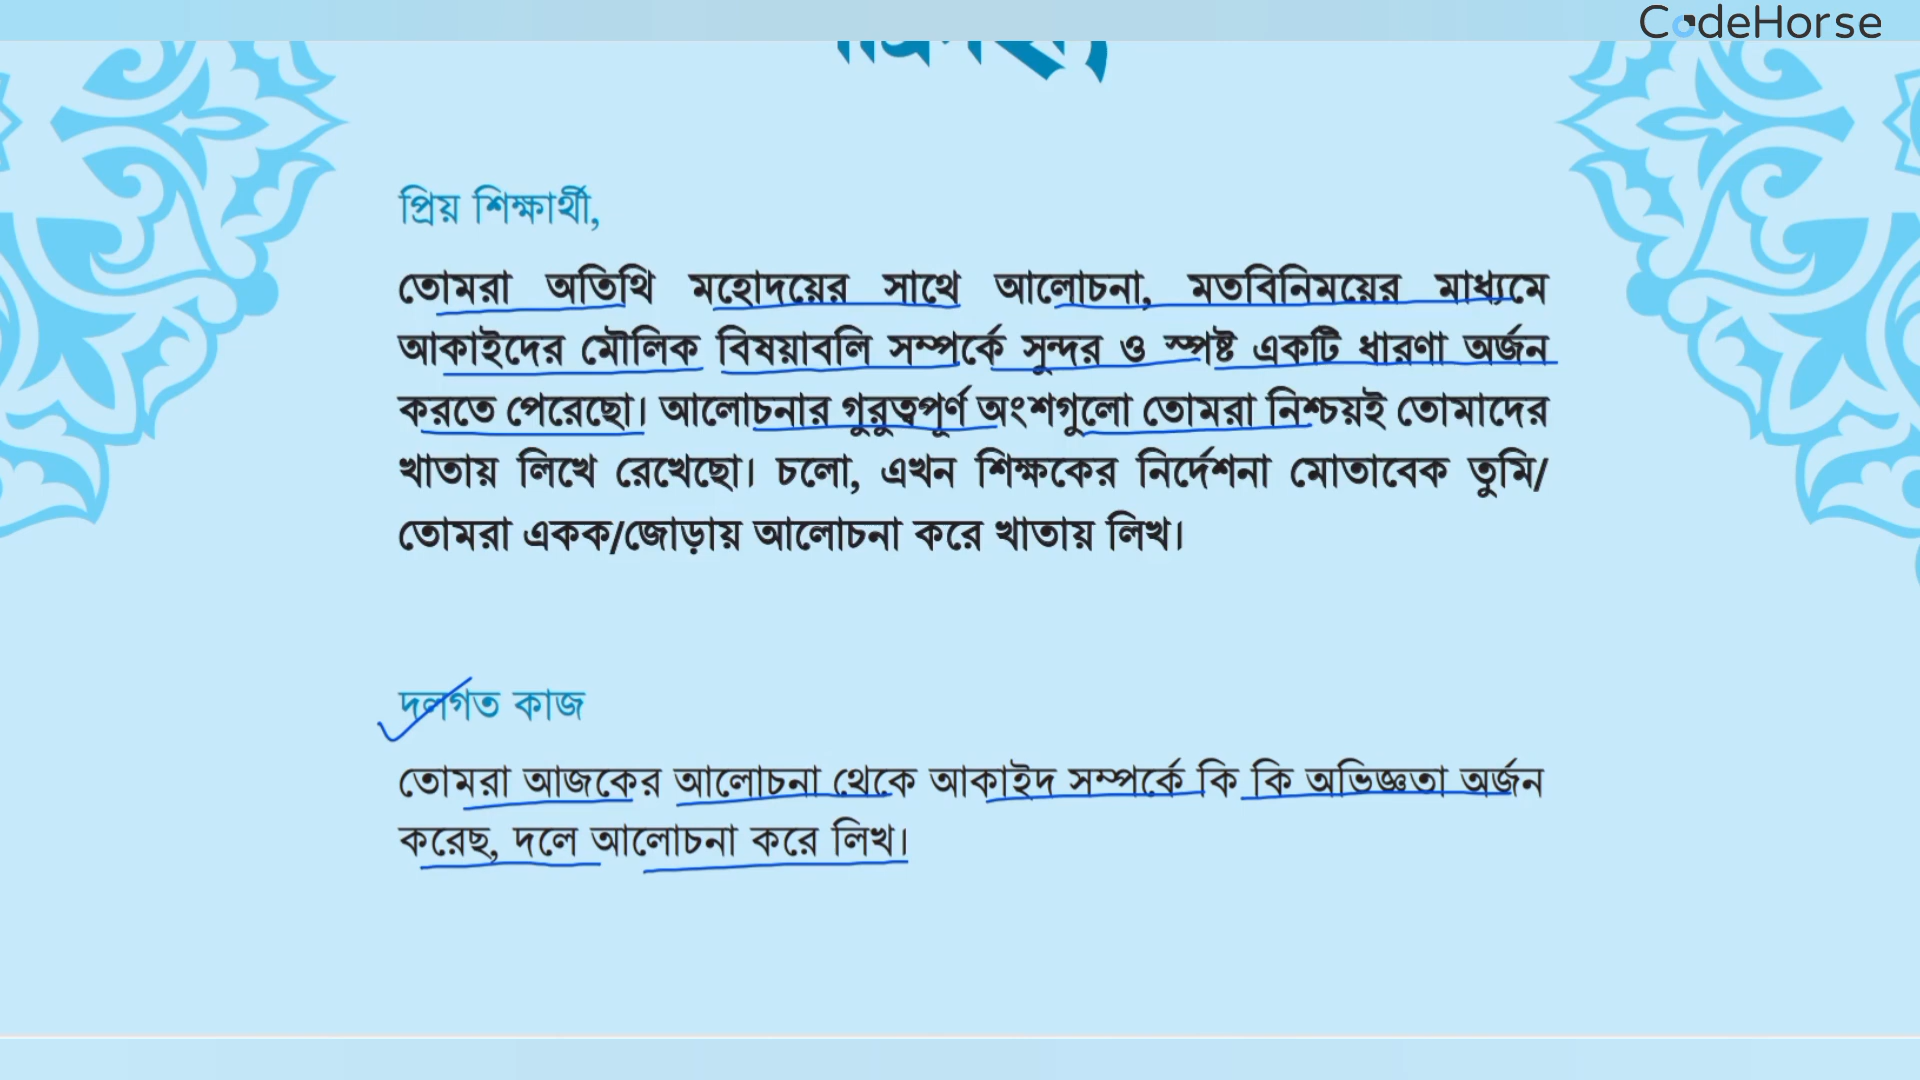 CodeHorse
প্রিয় শিক্ষার্থী,
তোমরা অতিথি মহোদয়ের সাথে আলোচনা, মতবিনিময়ের মাধ্যমে
আকাইদের মৌলিক বিষয়াবলি সম্পর্কে সুন্দর ও স্পষ্ট একটি ধারণা অর্জন
করতে পেরেছো। আলোচনার গুরুত্বপূর্ণ অংশগুলো তোমরা নিশ্চয়ই তোমাদের
খাতায় লিখে রেখেছো। চলো, এখন শিক্ষকের নির্দেশনা মোতাবেক তুমি/
তোমরা একক/জোড়ায় আলোচনা করে খাতায় লিখ।
দলগত কাজ
তোমরা আজকের আলোচনা থেকে আকাইদ সম্পর্কে কি কি অভিজ্ঞতা অর্জন
করেছ, দলে আলোচনা করে লিখ।